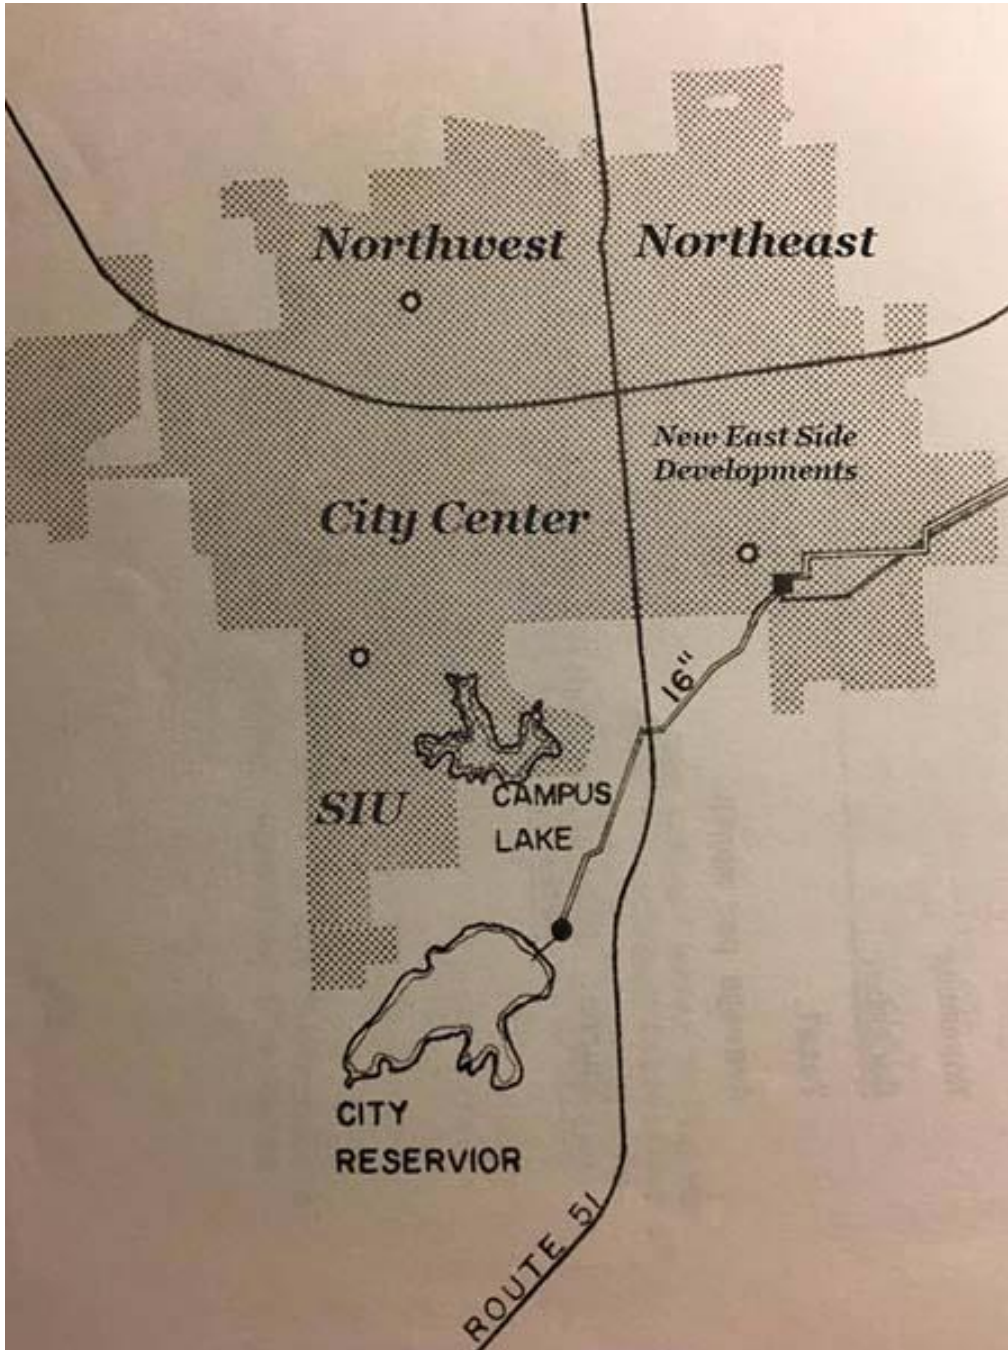 Northwest
Northeast
New East Side
Developments
City Center
16"
SIU
CAMPUS
LAKE
CITY
RESERVIOR
ROUTE 51